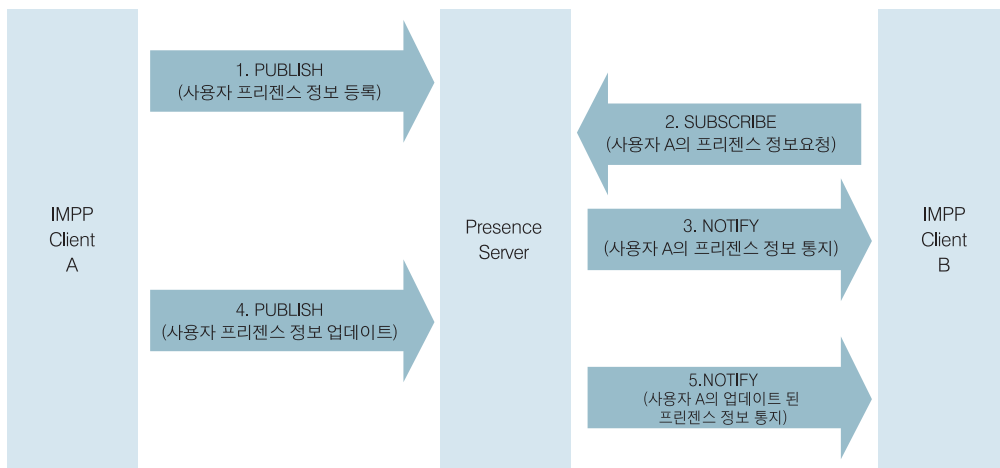 1. PUBLISH
(사용자 프리젠스 정보 등록)
2. SUBSCRIBE
(사용자 A의 프리젠스 정보요청)
IMPP
Client
A
Presence
Server
3. NOTIFY
(사용자 A의 프리젠스 정보 통지)
IMPP
Client
B
4. PUBLISH
(사용자 프리젠스 정보 업데이트)
5.NOTIFY
(사용자 A의 업데이트 된
프린젠스 정보 통지)